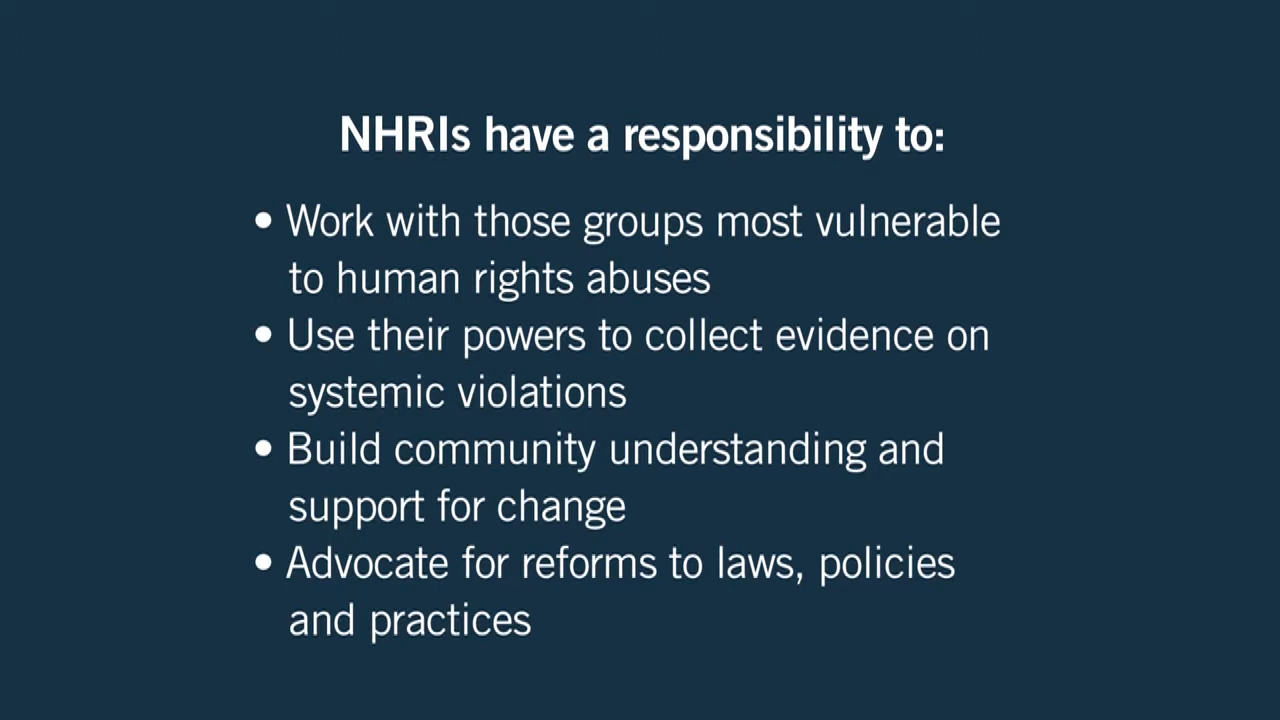 NHRIs have a responsibility to:
• Work with those groups most vulnerable
to human rights abuses
• Use their powers to collect evidence on
systemic violations
• Build community understanding and
support for change
• Advocate for reforms to laws, policies
and practices